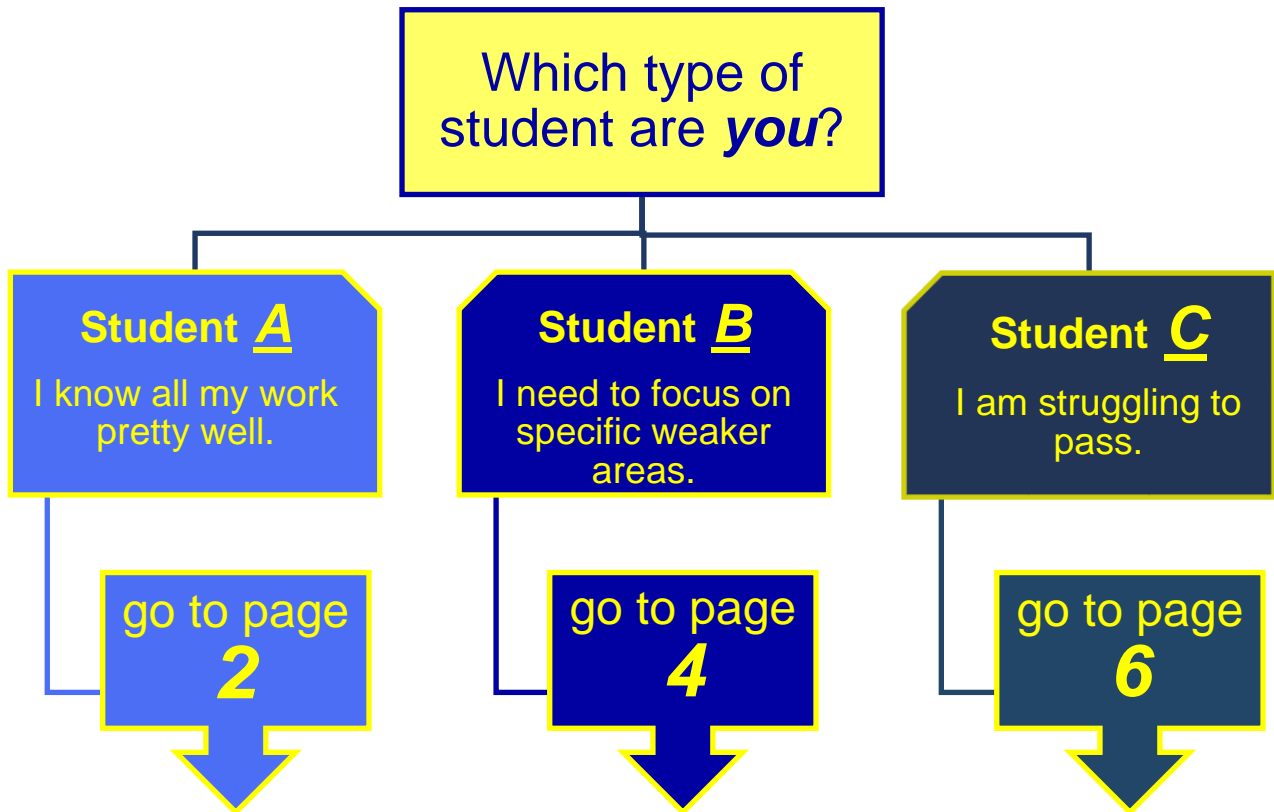 Which type of
student are you?
Student A
I know all my work
pretty well.
go to page
2
Student B
I need to focus on
specific weaker
areas.
go to page
4
Student C
I am struggling to
pass.
go to page
6